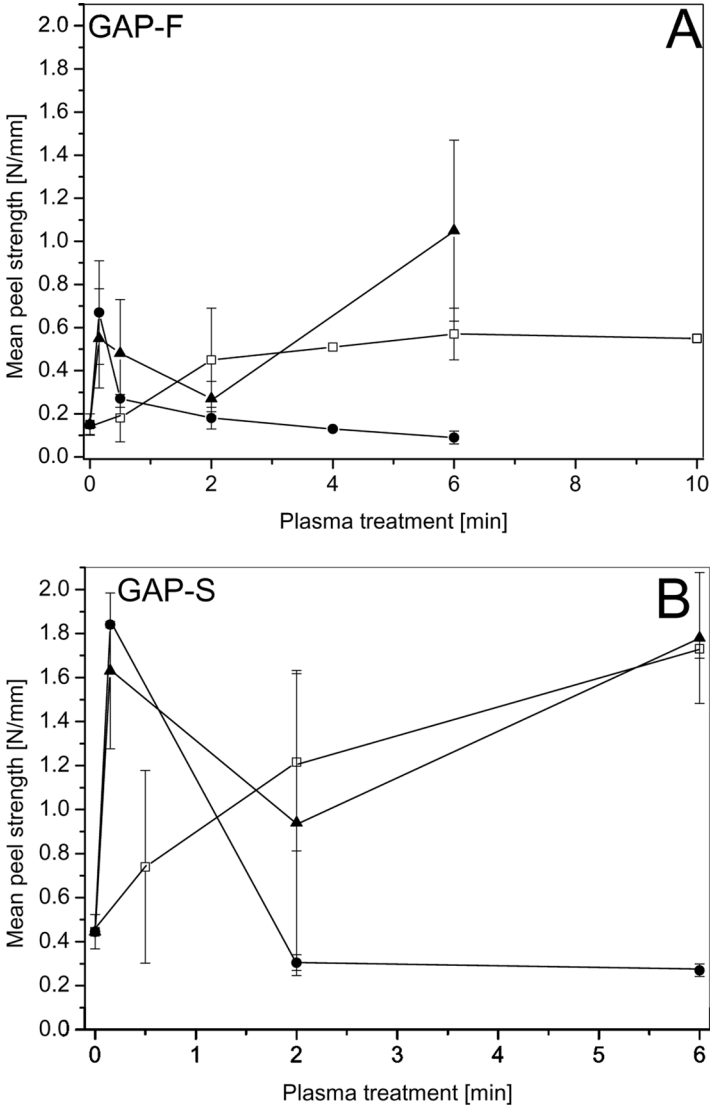 GAP-F
A
2.0
1.8
1.6
1.4
1.2
1.0
0.8
0.6
0.4
0.2
0.0
Mean peel strength [N/mm]
0 2 4 6 8 10
Plasma treatment [min]
GAP-S
B
2.0
1.8
1.6
1.4
1.2
1.0
0.8
0.6
0.4
0.2
0.0
Mean peel strength [N/mm]
0 1 2 3 4 5 6
Plasma treatment [min]